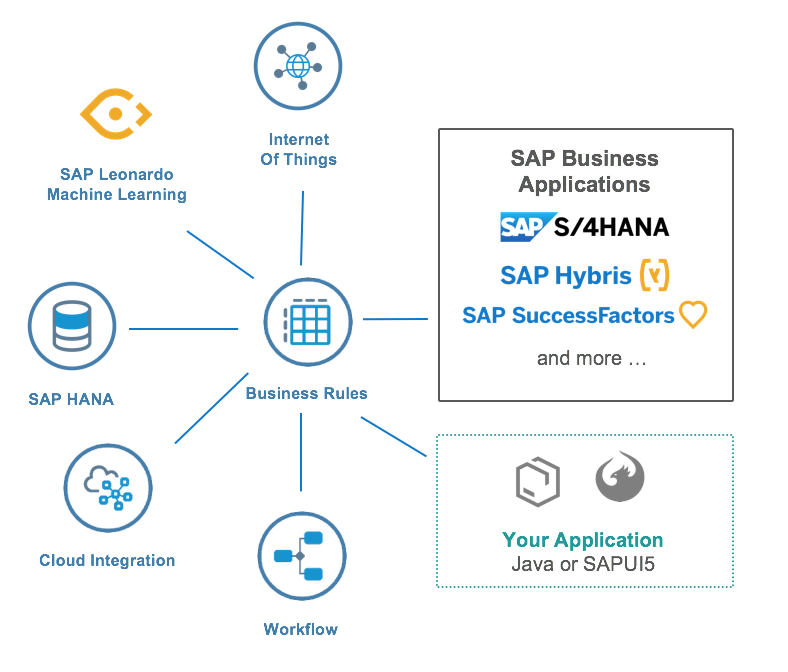 Internet
Of Things
SAP Leonardo
Machine Learning
SAP Business
Applications
SAP S/4HANA
SAP Hybris
SAP SuccessFactors
and more ...
SAP HANA
Business Rules
Cloud Integration
Your Application
Java or SAPUI5
Workflow